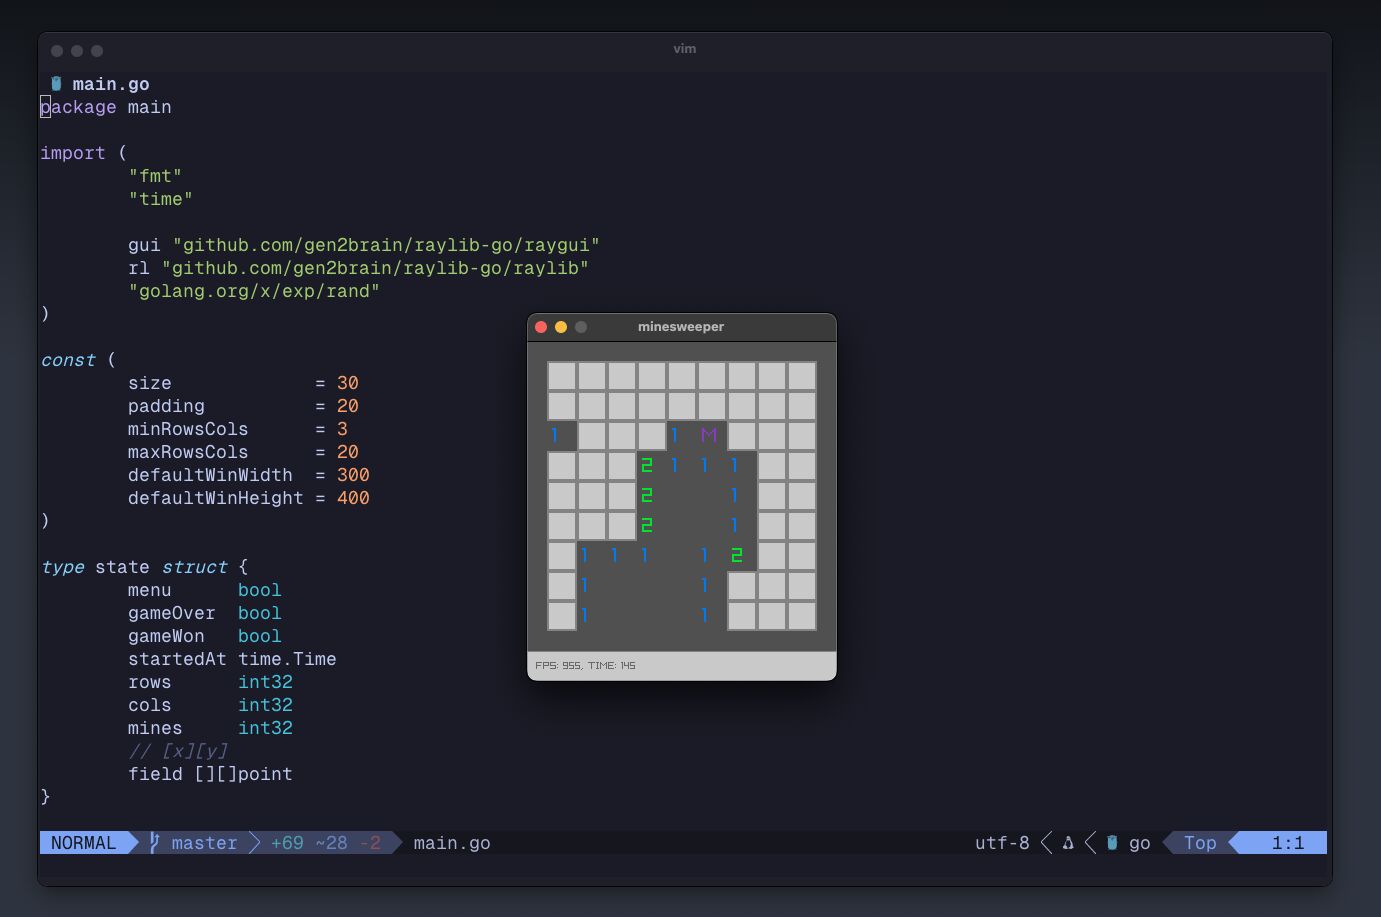 vim
main.go
package main
import (
"fmt"
"time"
gui "github.com/gen2brain/raylib-go/raygui"
rl "github.com/gen2brain/raylib-go/raylib"
"golang.org/x/exp/rand"
)
const (
size = 30
padding = 20
minRowsCols = 3
maxRowsCols = 20
defaultWinWidth = 300
defaultWinHeight = 400
)
type state struct {
menu bool
gameOver bool
gameWon bool
startedAt time.Time
rows int32
cols int32
mines int32
// [x][y]
field [][]point
}
NORMAL master +69 ~28 -2 main.go utf-8 go Top 1:1
minesweeper
1 1 M
2 1 1 1
2 1
2 1
1 1 1 1 2
1 1
1 1
FPS: 955, TIME: 145